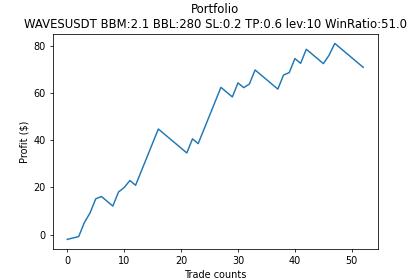 Portfolio
WAVESUSDT BBM:2.1 BBL:280 SL:0.2 TP:0.6 lev:10 WinRatio:51.0
80
60
40
20
0
Profit ($)
0 10 20 30 40 50
Trade counts